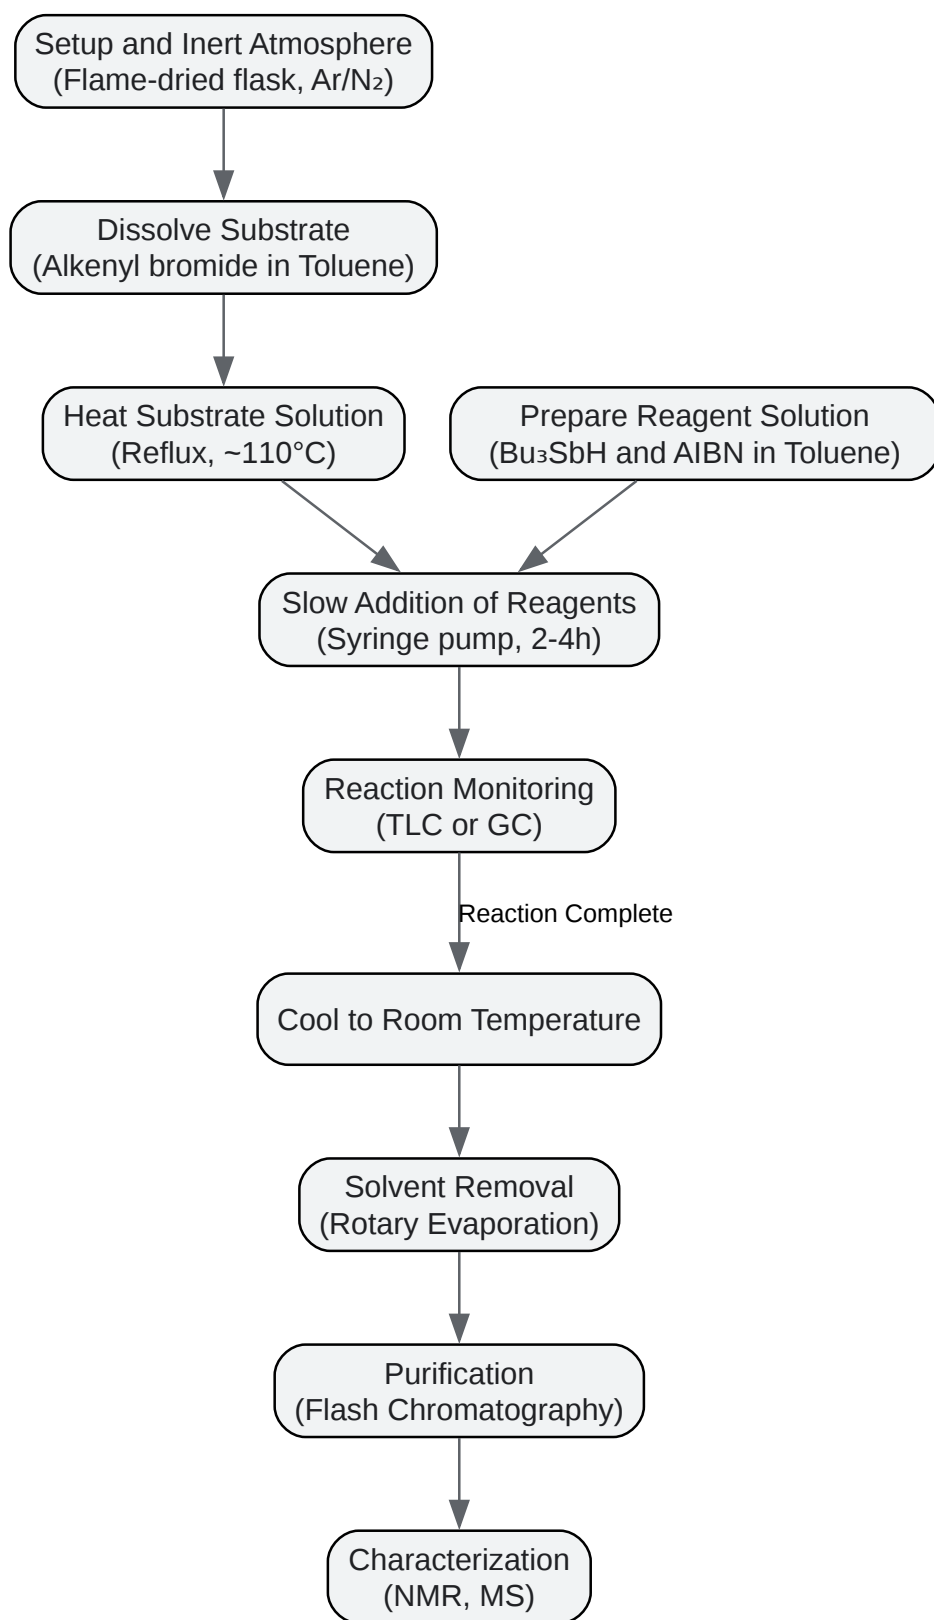 Setup and Inert Atmosphere
(Flame-dried flask, Ar/N₂)
Dissolve Substrate
(Alkenyl bromide in Toluene)
Heat Substrate Solution
(Reflux, ~110°C)
Prepare Reagent Solution
(Bu₃SbH and AIBN in Toluene)
Slow Addition of Reagents
(Syringe pump, 2-4h)
Reaction Monitoring
(TLC or GC)
Reaction Complete
Cool to Room Temperature
Solvent Removal
(Rotary Evaporation)
Purification
(Flash Chromatography)
Characterization
(NMR, MS)